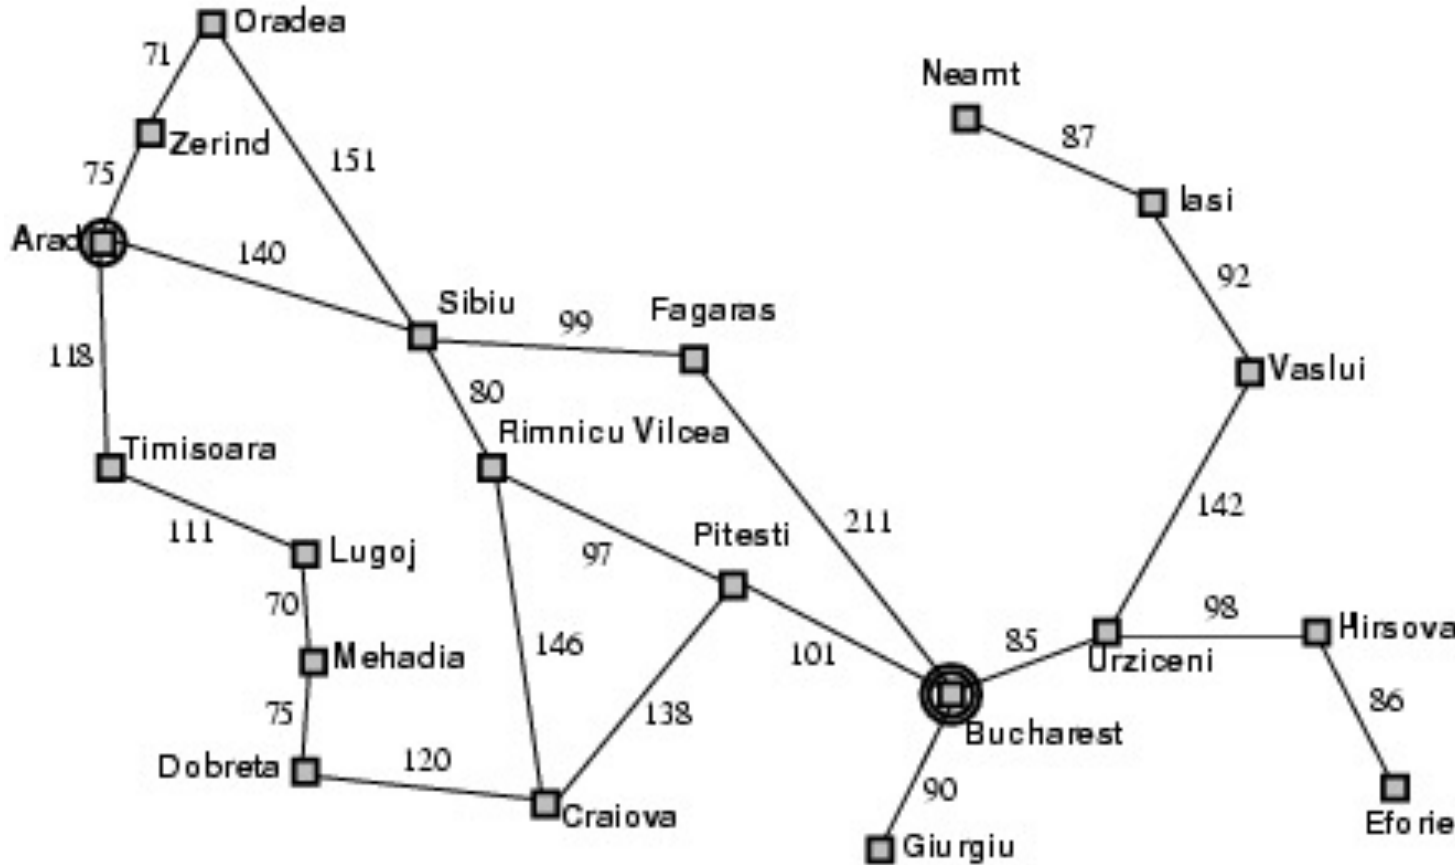 Oradea
71
Neamt
87
Zerind
75
151
Iasi
Arad
140
92
Sibiu
Fagaras
99
118
Vaslui
80
Timisoara
Rimnicu Vilcea
142
211
111
Lugoj
97
Pitesti
70
98
Hirsova
146
101
85
Mehadia
Urziceni
75
138
86
Bucharest
Dobreta
120
90
Craiova
Eforie
Giurgiu